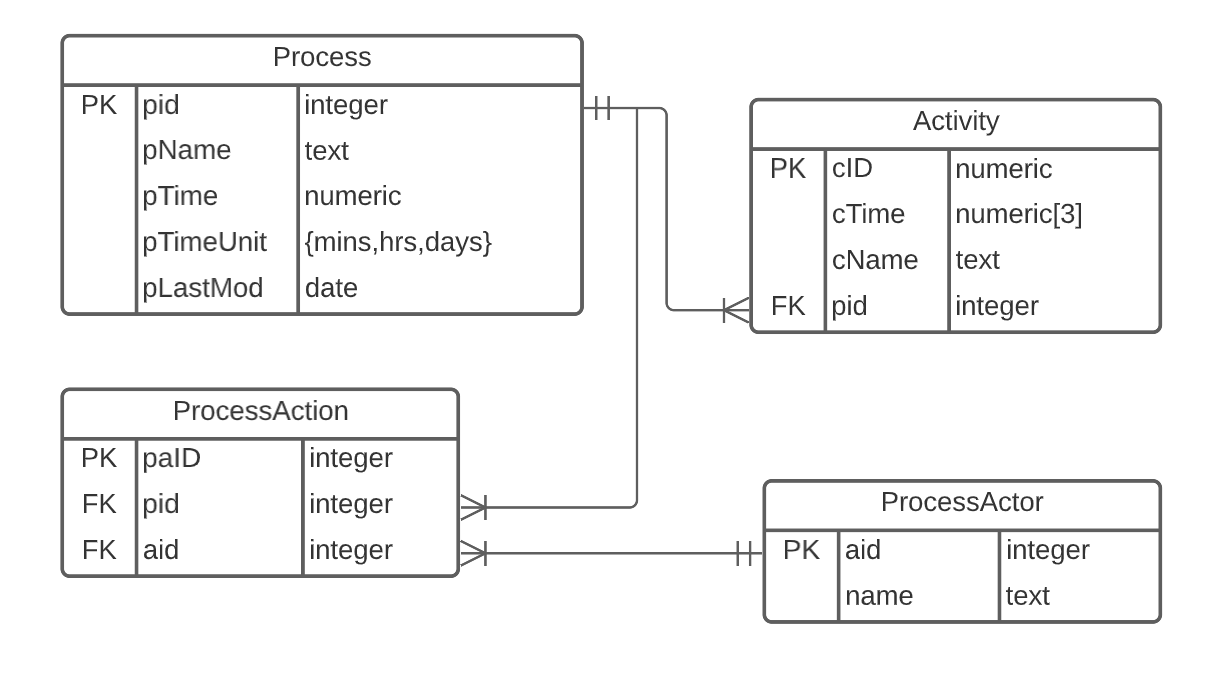 Process
PK pid integer
pName text
pTime numeric
pTimeUnit {mins,hrs,days}
pLastMod date
Activity
PK cID numeric
cTime numeric[3]
cName text
FK pid integer
ProcessAction
PK paID integer
FK pid integer
FK aid integer
ProcessActor
PK aid integer
name text